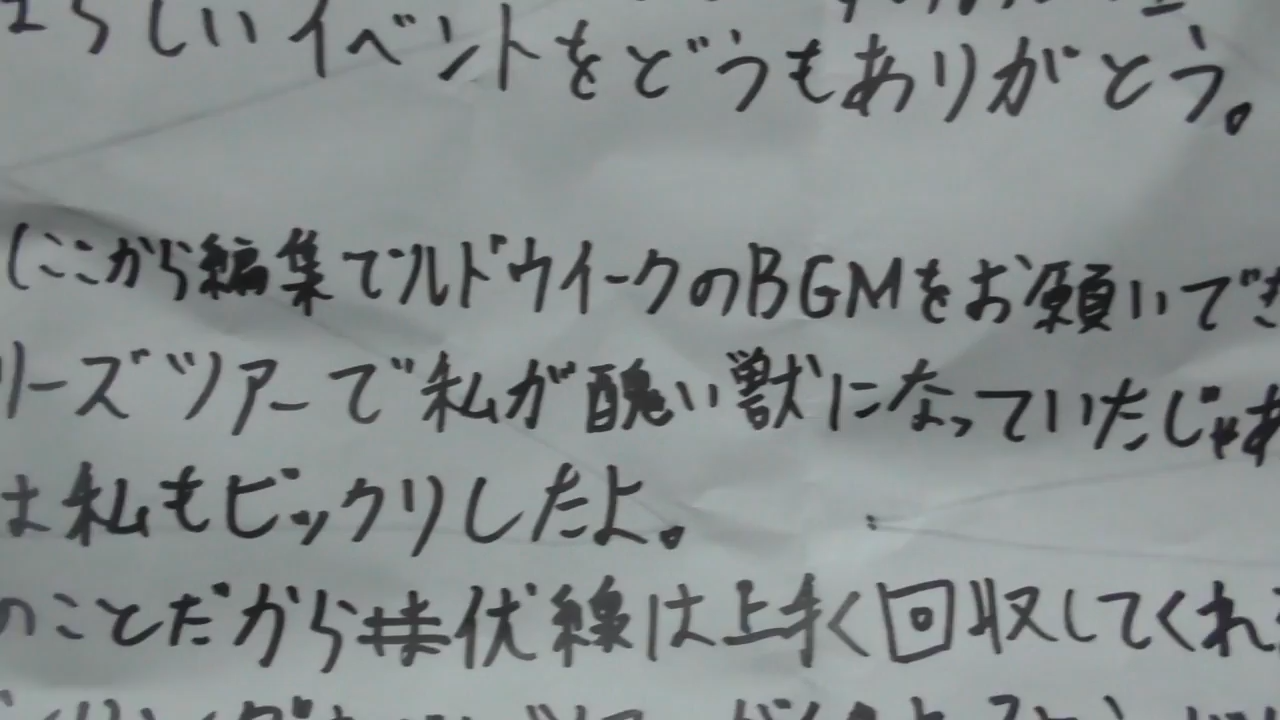 らしいイベントをどうもありがとう。
(ここから編集でルドウイークのBGMをお願いでき
リーズツアーで私が醜い獣になっていたじゃあ
は私もビックリしたよ。
のことだから伏線は上手く回収してくれ